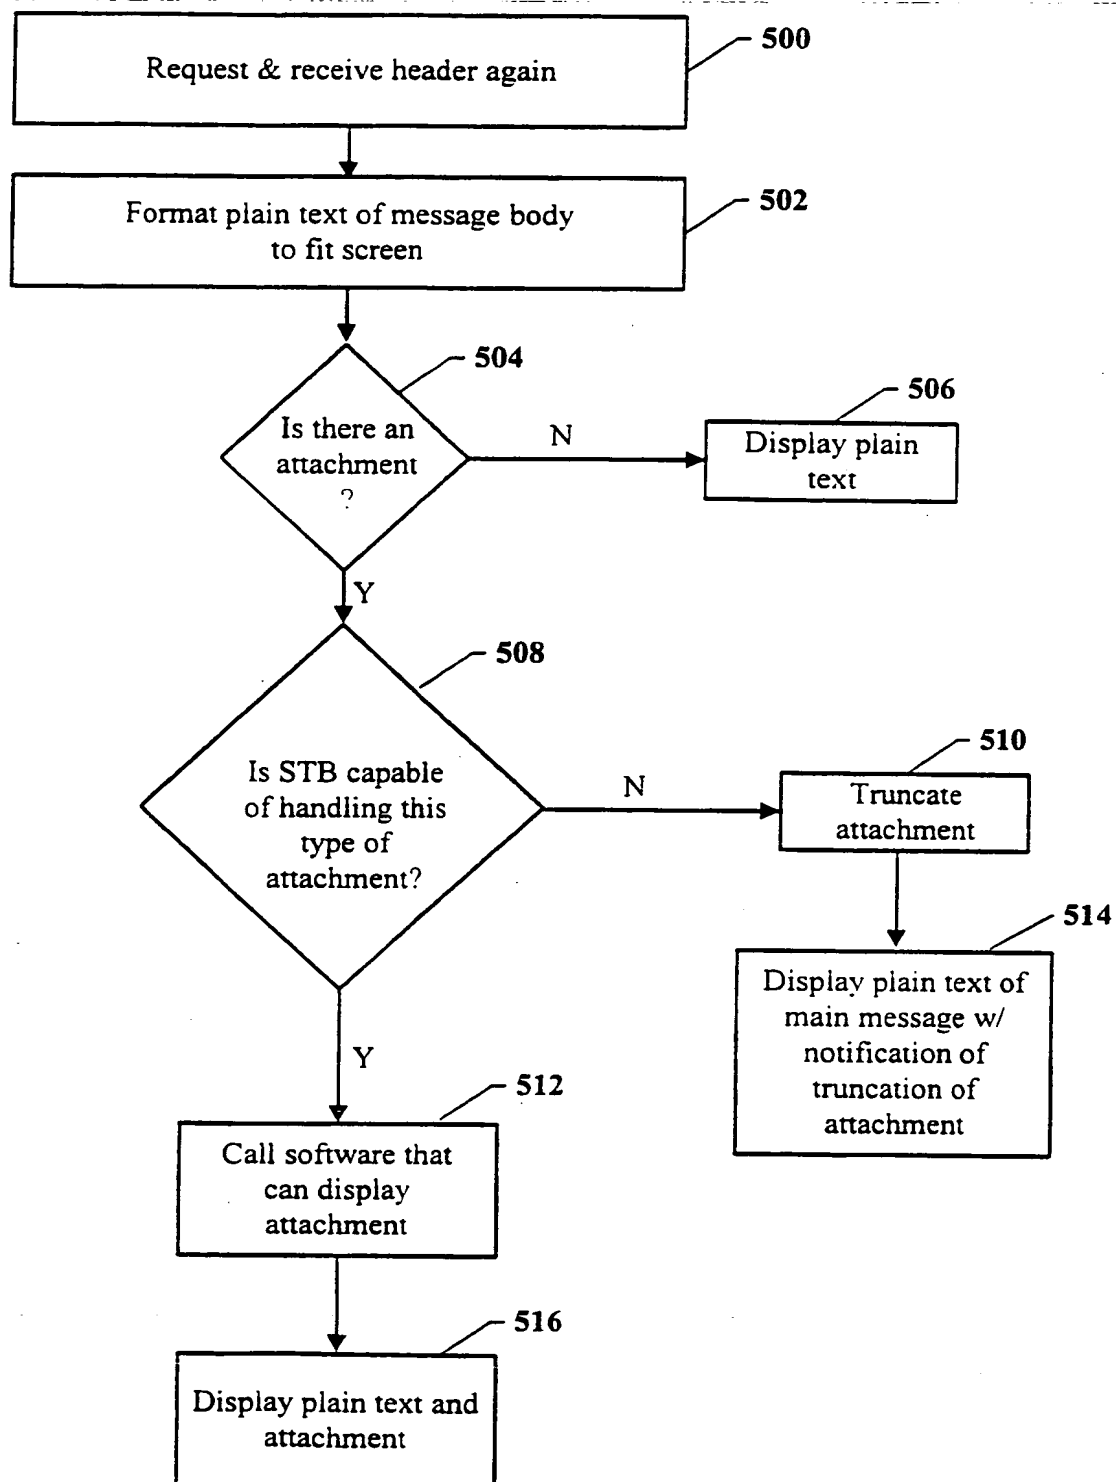 500
Request & receive header again
502
Format plain text of message body
to fit screen
504
Is there an
attachment
?
N
506
Display plain
text
Y
508
Is STB capable
of handling this
type of
attachment?
N
510
Truncate
attachment
514
Display plain text of
main message w/
notification of
truncation of
attachment
Y
512
Call software that
can display
attachment
516
Display plain text and
attachment